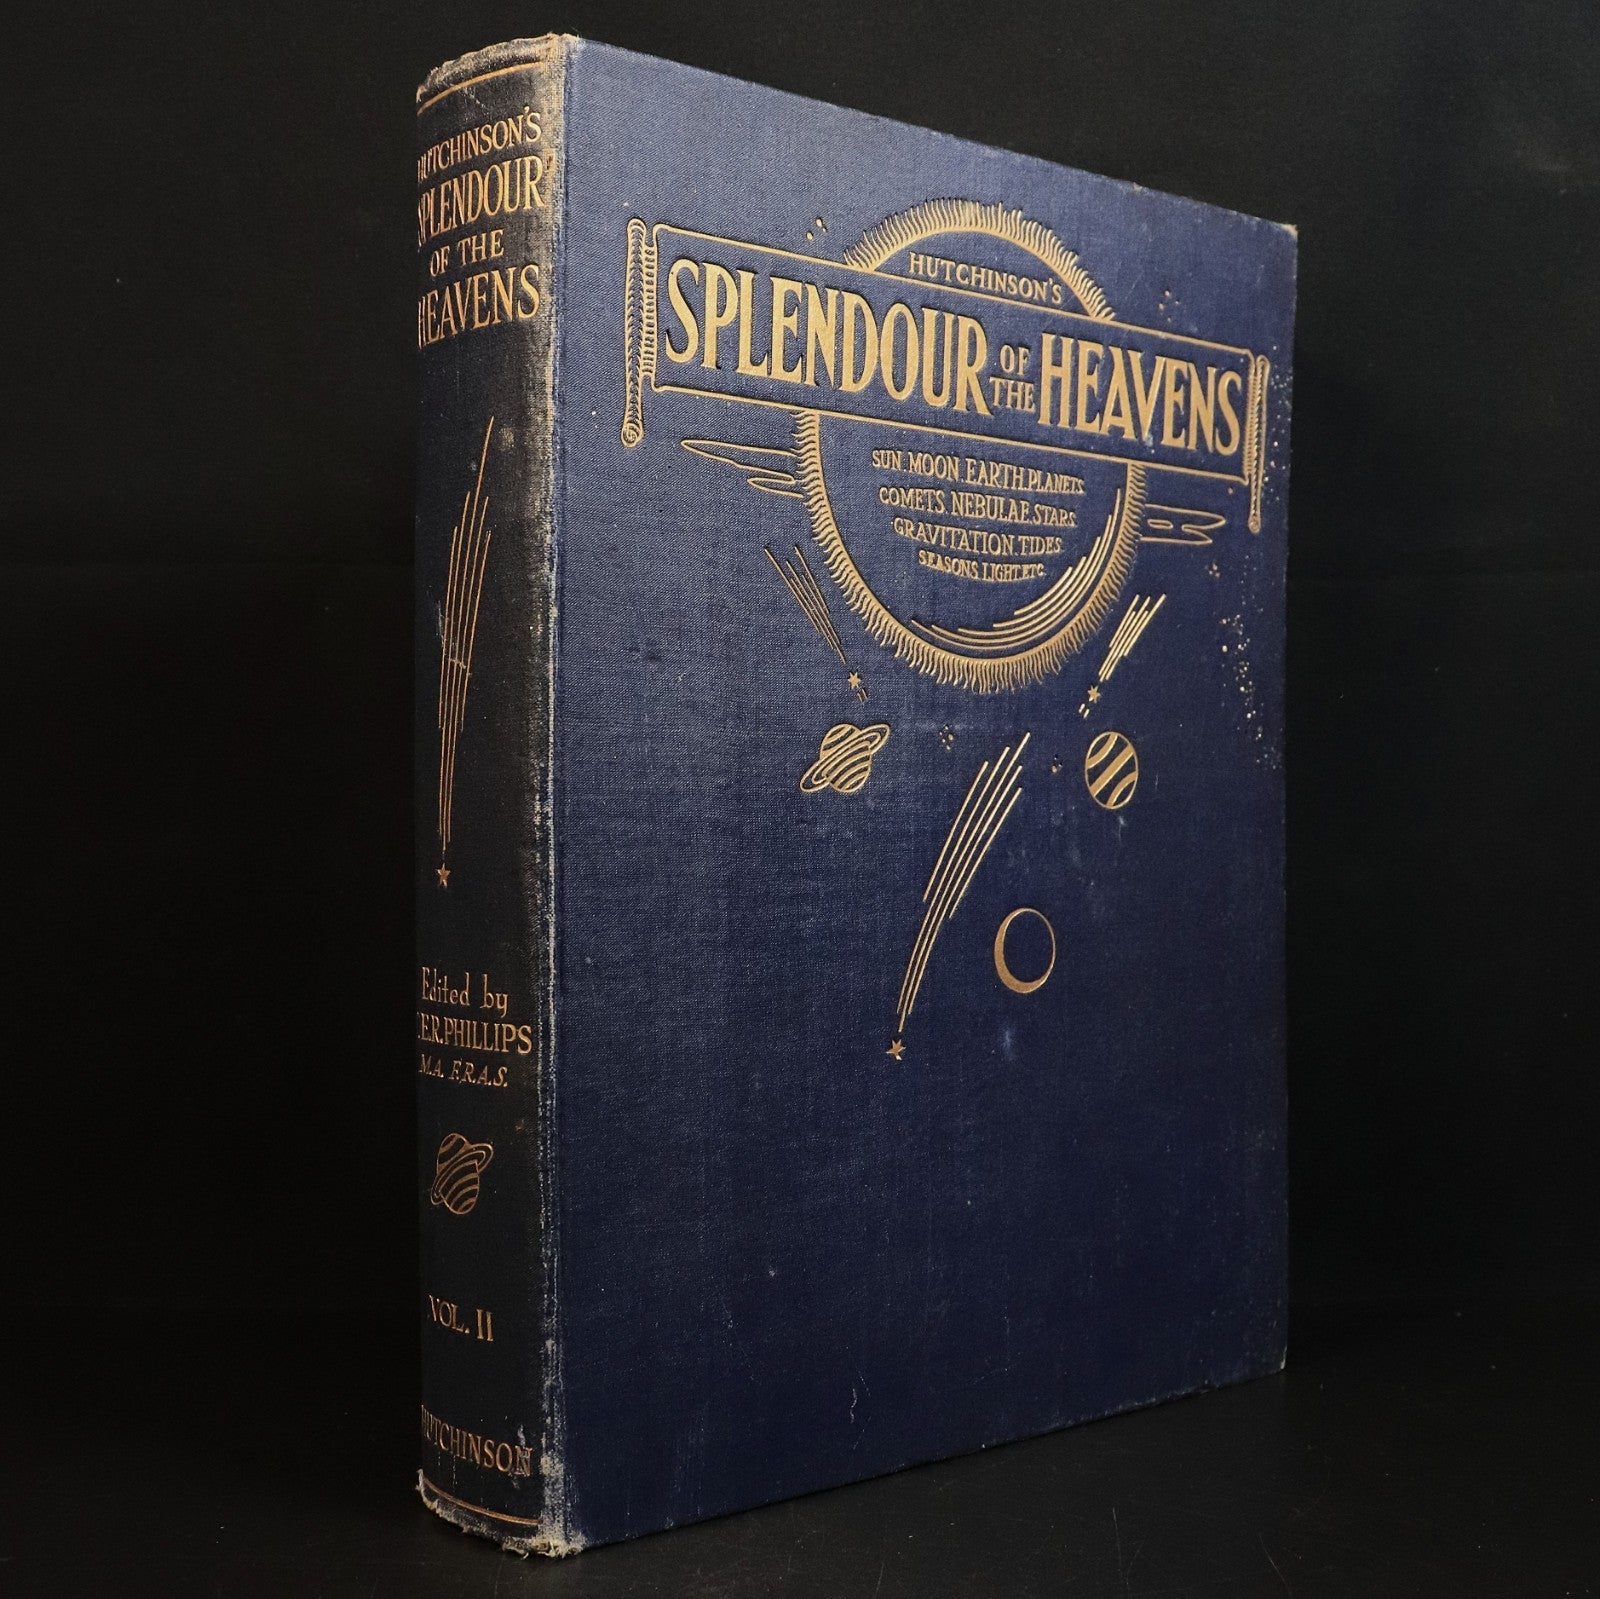 HUTCHINSON'S
SPLENDOUR
OF THE
HEAVENS
Edited by
.E.R. PHILLIPS
M.A. F.R.A.S.
VOL. II
HUTCHINSON
HUTCHINSON'S
SPLENDOUR OF THE HEAVENS
SUN. MOON. EARTH. PLANETS.
COMETS. NEBULAE. STARS.
GRAVITATION. TIDES.
SEASONS. LIGHT. ETC.